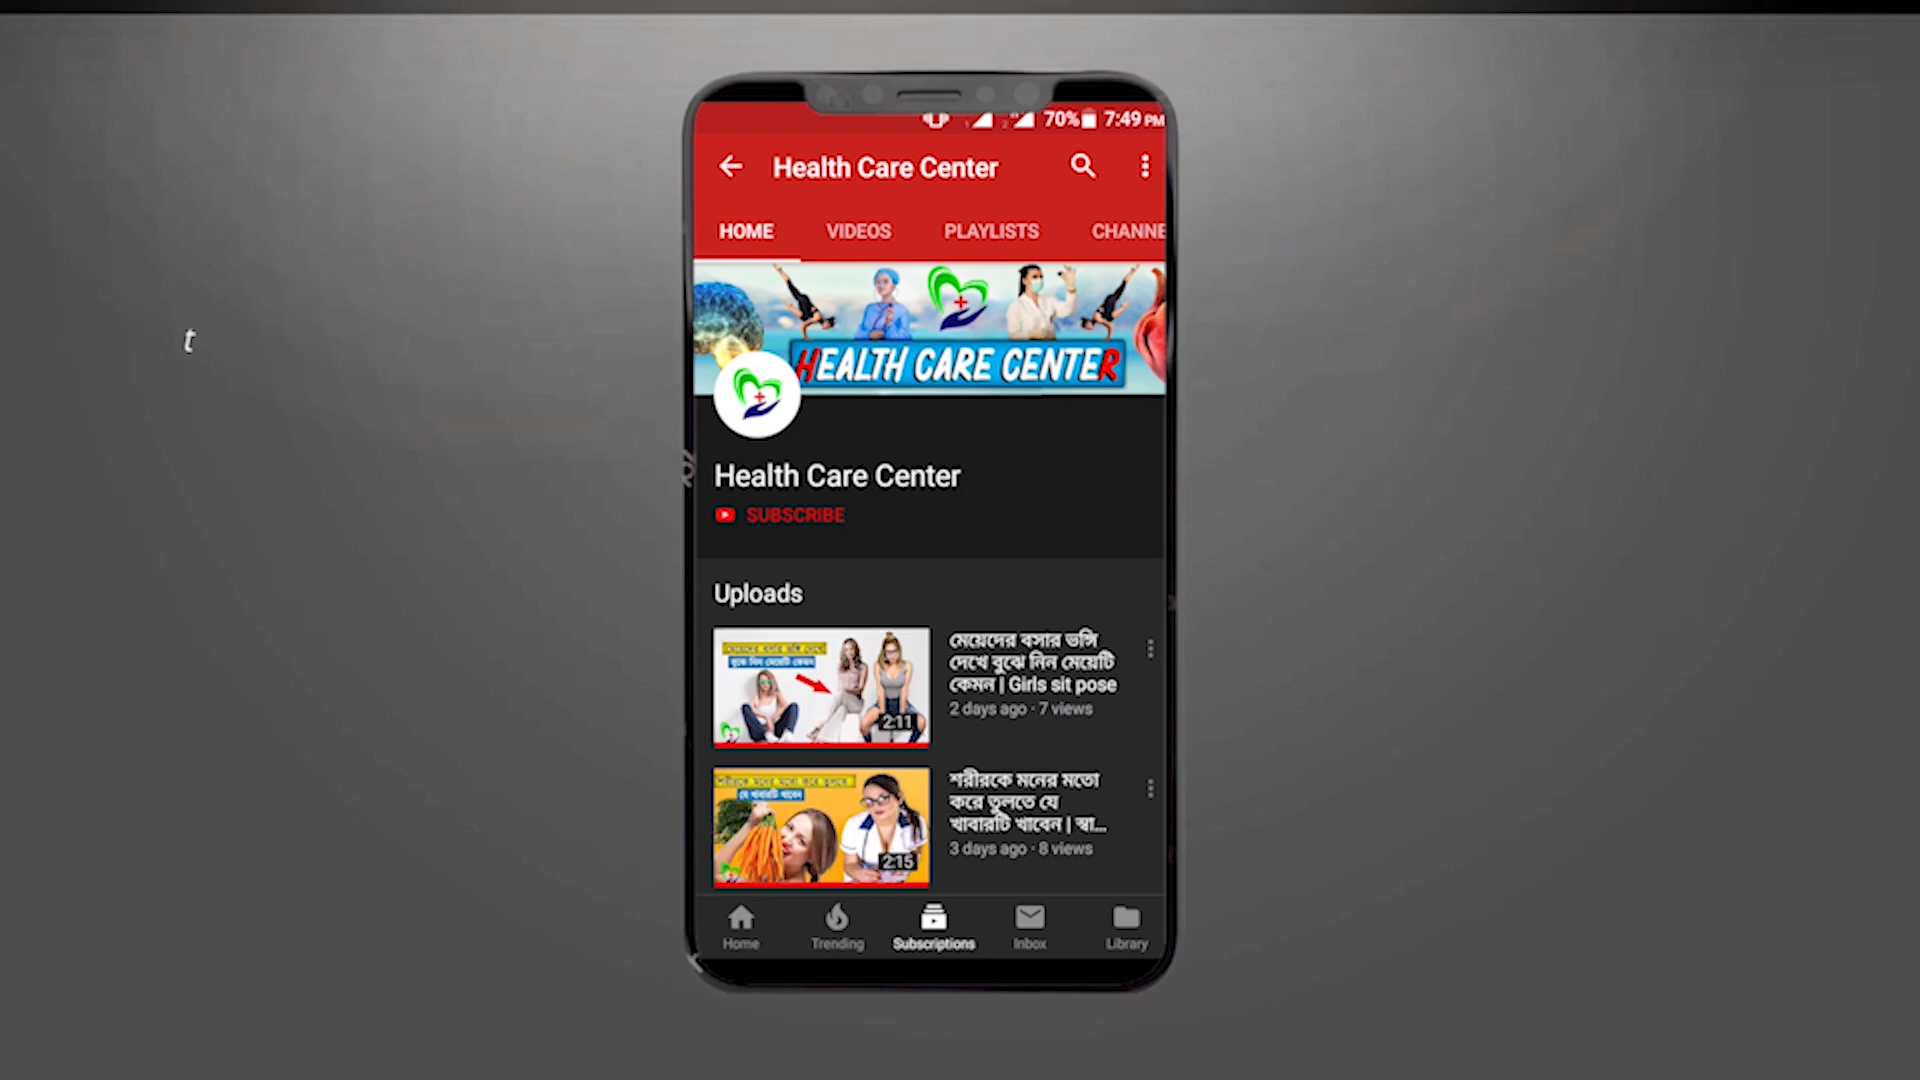 70% 7:49 PM
Health Care Center
HOME VIDEOS PLAYLISTS CHANNE
HEALTH CARE CENTER
t
Health Care Center
SUBSCRIBE
Uploads
মেয়েদের বসার ভঙ্গি
দেখে বুঝে নিন মেয়েটি
কেমন | Girls sit pose
2 days ago · 7 views
বুঝে নিন মেয়েটি কেমন
2:11
শরীরকে মনের মতো
করে তুলতে যে
খাবারটি খাবেন | স্বা...
3 days ago · 8 views
যে খাবারটি খাবেন
2:15
Home Trending Subscriptions Inbox Library